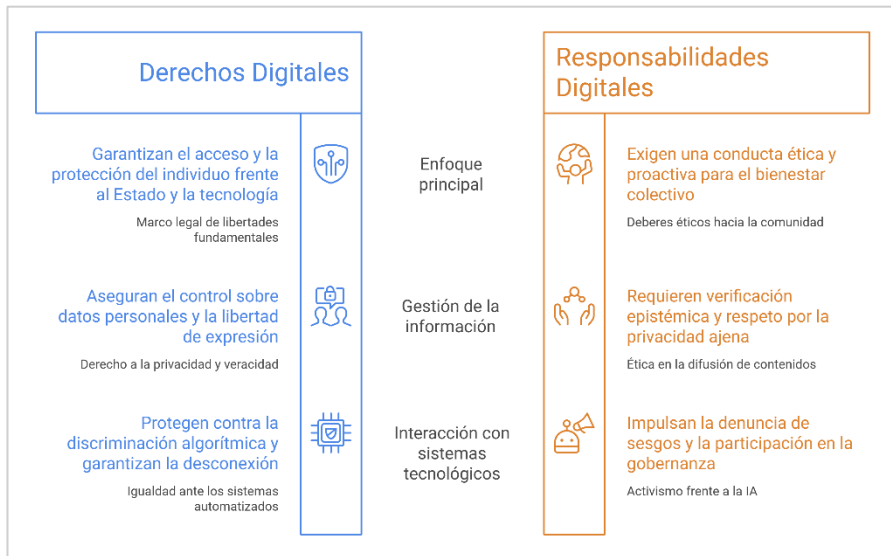 Derechos Digitales
Responsabilidades
Digitales
Garantizan el acceso y la
protección del individuo frente
al Estado y la tecnología
Marco legal de libertades
fundamentales
Enfoque
principal
Exigen una conducta ética y
proactiva para el bienestar
colectivo
Deberes éticos hacia la comunidad
Aseguran el control sobre
datos personales y la libertad
de expresión
Derecho a la privacidad y veracidad
Gestión de la
información
Requieren verificación
epistémica y respeto por la
privacidad ajena
Ética en la difusión de contenidos
Protegen contra la
discriminación algorítmica y
garantizan la desconexión
Igualdad ante los sistemas
automatizados
Interacción con
sistemas
tecnológicos
Impulsan la denuncia de
sesgos y la participación en la
gobernanza
Activismo frente a la IA